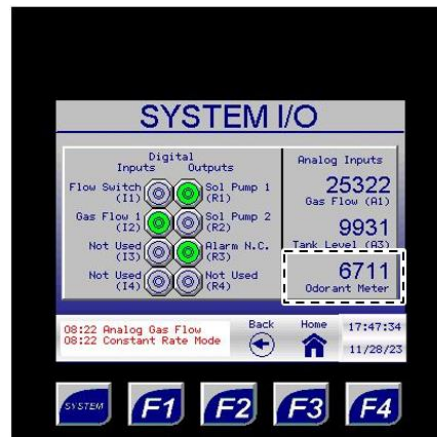 SYSTEM I/O
Digital
Inputs Outputs
Flow Switch (I1)
Sol Pump 1 (R1)
Gas Flow 1 (I2)
Sol Pump 2 (R2)
Not Used (I3)
Alarm N.C. (R3)
Not Used (I4)
Not Used (R4)
Analog Inputs
25322
Gas Flow (A1)
9931
Tank Level (A3)
6711
Odorant Meter
08:22 Analog Gas Flow
08:22 Constant Rate Mode
Back
Home
17:47:34
11/28/23
SYSTEM
F1
F2
F3
F4